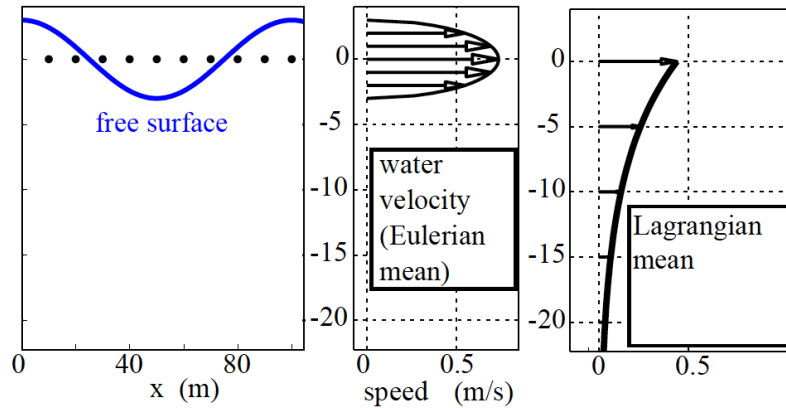 free surface
0
40
80
x (m)
0
-5
-10
-15
-20
water
velocity
(Eulerian
mean)
0
0.5
speed (m/s)
0
-5
-10
-15
-20
Lagrangian
mean
0
0.5